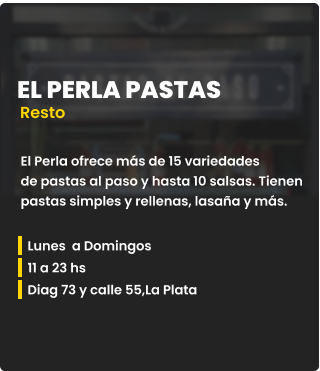 EL PERLA PASTAS
Resto
El Perla ofrece más de 15 variedades
de pastas al paso y hasta 10 salsas. Tienen
pastas simples y rellenas, lasaña y más.
Lunes a Domingos
11 a 23 hs
Diag 73 y calle 55,La Plata